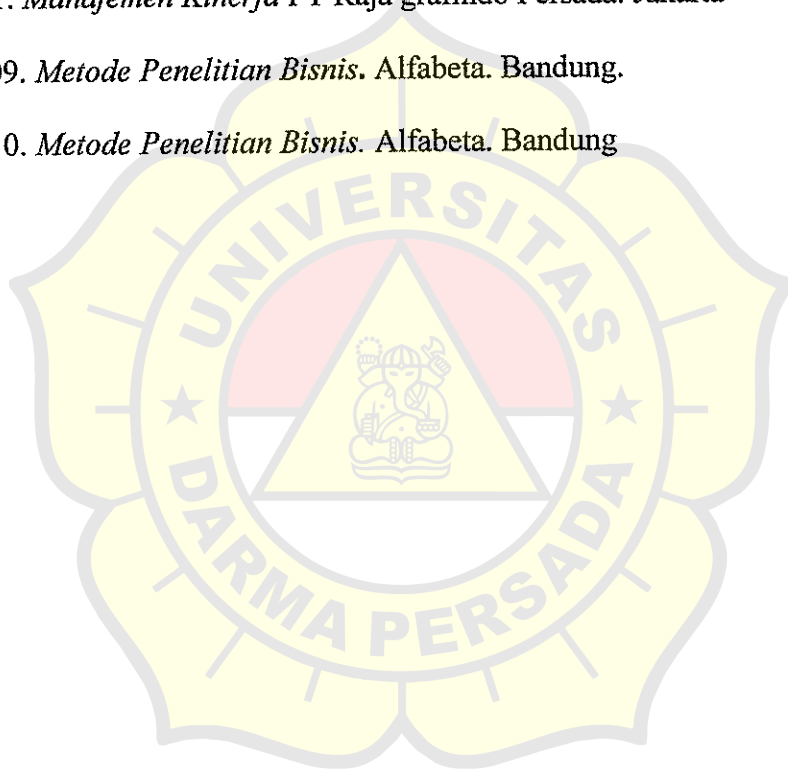 Manajemen Kinerja PT Raja grafindo Persada. Jakarta
09. Metode Penelitian Bisnis. Alfabeta. Bandung.
0. Metode Penelitian Bisnis. Alfabeta. Bandung
UNIVERSITAS
DARMA PERSADA